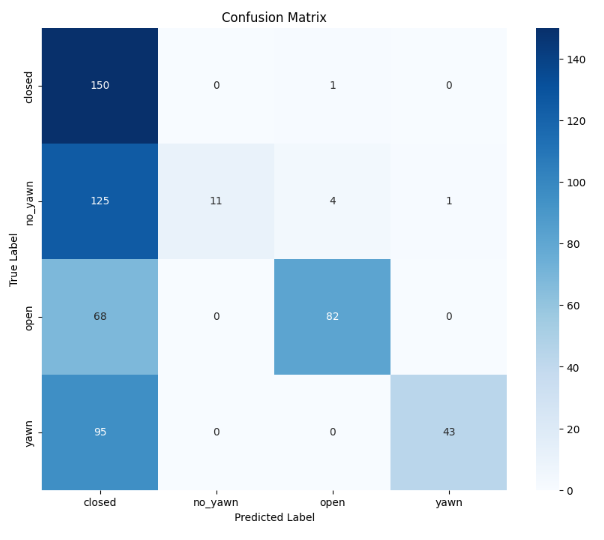 Confusion Matrix
True Label
closed 150 0 1 0
no_yawn 125 11 4 1
open 68 0 82 0
yawn 95 0 0 43
closed no_yawn open yawn
Predicted Label
140
120
100
80
60
40
20
0